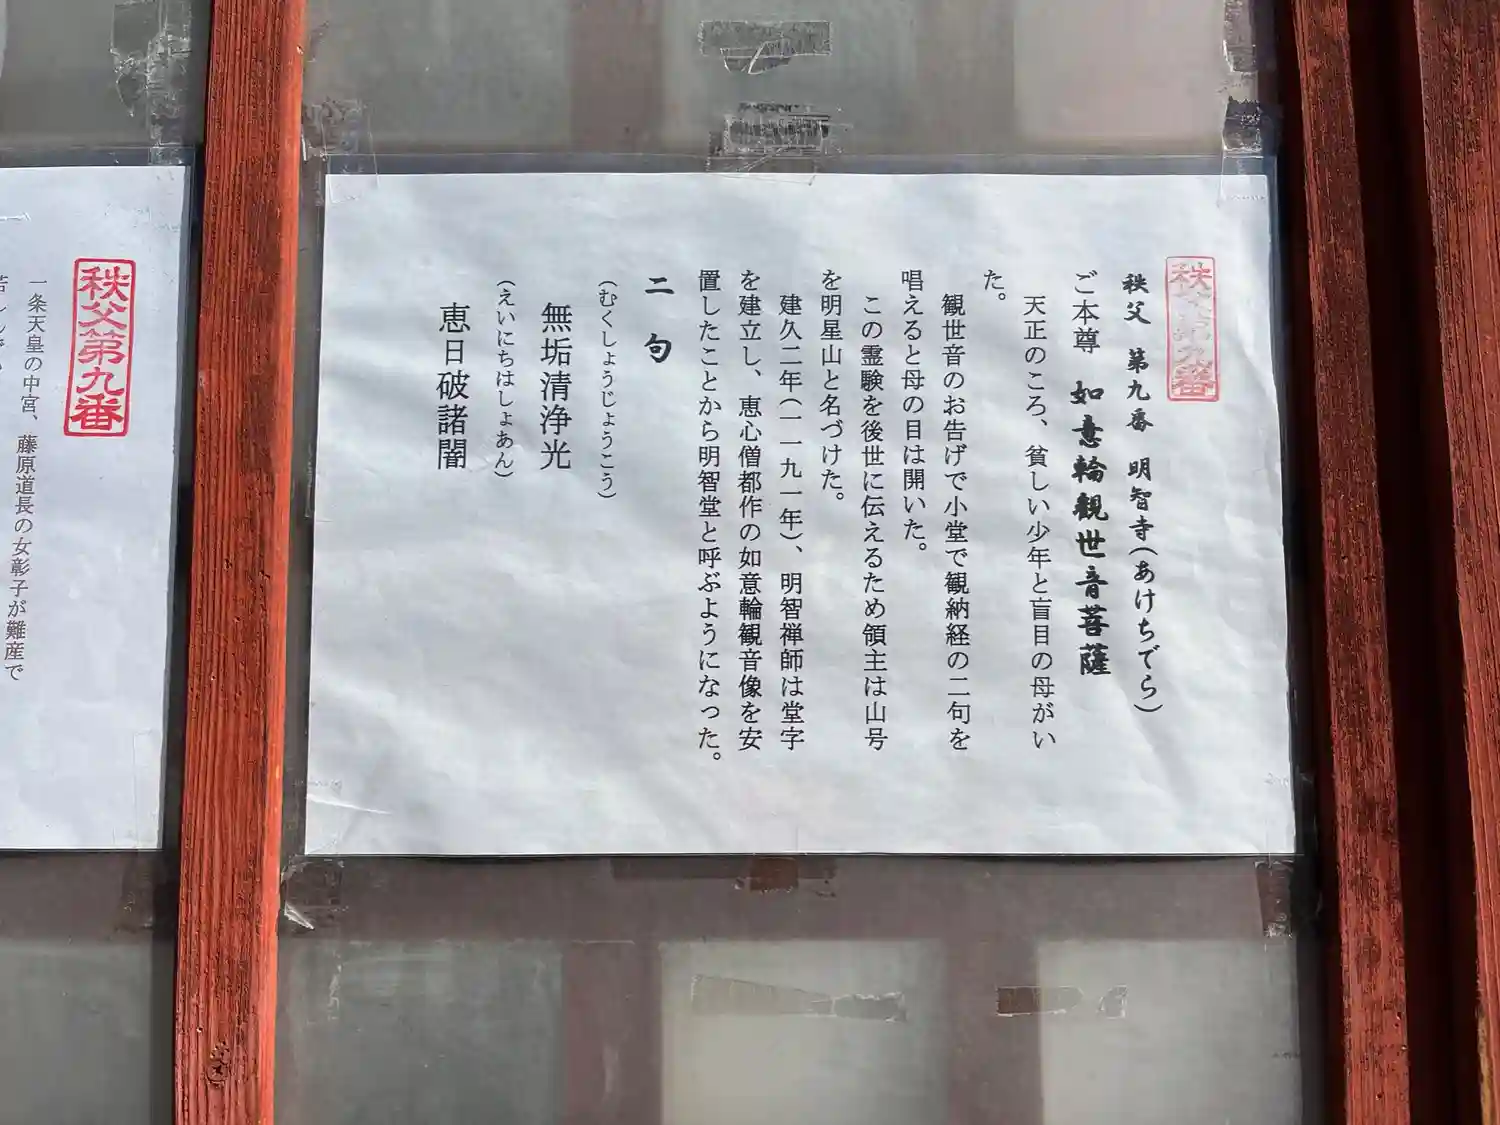 秩父第九番
秩父　第九番　明智寺（あけちでら）
ご本尊　如意輪観世音菩薩
天正のころ、貧しい少年と盲目の母がい
た。
観世音のお告げで小堂で観納経の二句を
唱えると母の目は開いた。
この霊験を後世に伝えるため領主は山号
を明星山と名づけた。
建久二年（一一九一年）、明智禅師は堂字
を建立し、恵心僧都作の如意輪観音像を安
置したことから明智堂と呼ぶようになった。
二　句
（むくしょうじょうこう）
無垢清浄光
（えいにちはしょあん）
恵日破諸闇
秩父第九番
一条天皇の中宮、藤原道長の女彰子が難産で